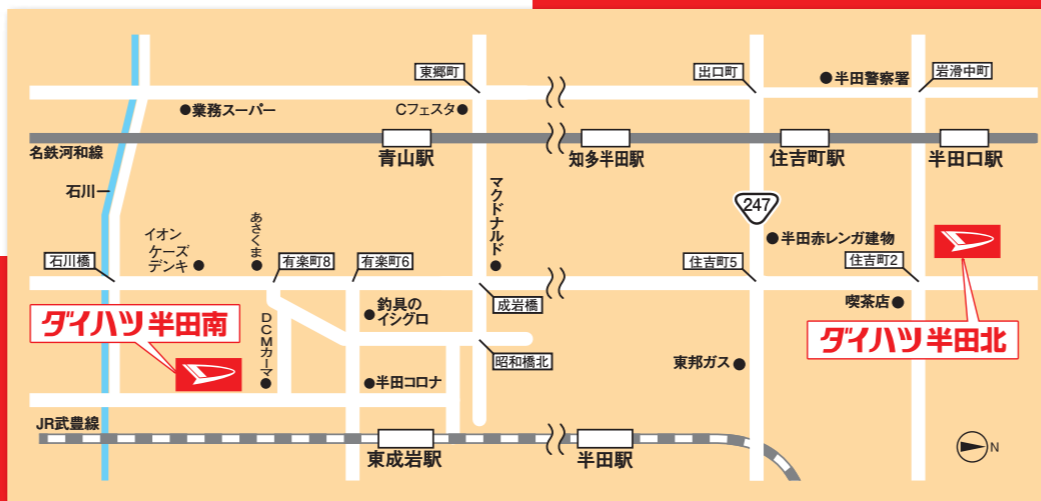 東郷町
出口町
半田警察署
岩滑中町
業務スーパー
Cフェスタ
名鉄河和線
青山駅
知多半田駅
住吉町駅
半田口駅
石川
マクドナルド
247
あさくま
イオン
ケーズ
デンキ
半田赤レンガ建物
石川橋
有楽町8
有楽町6
住吉町5
住吉町2
成岩橋
釣具の
イシグロ
喫茶店
ダイハツ半田南
DCMカーマ
ダイハツ半田北
昭和橋北
東邦ガス
半田コロナ
JR武豊線
東成岩駅
半田駅
N